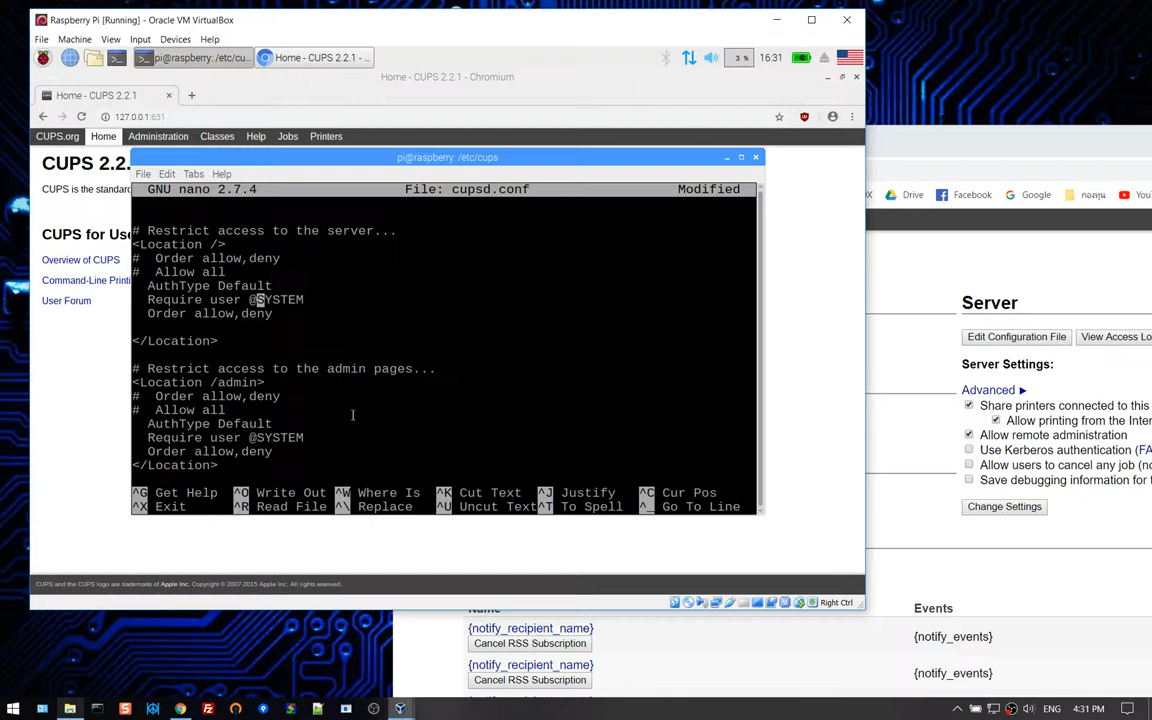 Raspberry Pi [Running] - Oracle VM VirtualBox
File Machine View Input Devices Help
pi@raspberry: /etc/cu... Home - CUPS 2.2.1 - ... 3 % 16:31
Home - CUPS 2.2.1 - Chromium
Home - CUPS 2.2.1
127.0.0.1:631
CUPS.org Home Administration Classes Help Jobs Printers
CUPS 2.2.
CUPS is the standard
CUPS for Use
Overview of CUPS
Command-Line Printi
User Forum
pi@raspberry: /etc/cups
File Edit Tabs Help
GNU nano 2.7.4 File: cupsd.conf Modified
# Restrict access to the server...
<Location />
# Order allow,deny
# Allow all
AuthType Default
Require user @SYSTEM
Order allow,deny
</Location>
# Restrict access to the admin pages...
<Location /admin>
# Order allow,deny
# Allow all
AuthType Default
Require user @SYSTEM
Order allow,deny
</Location>
^G Get Help ^O Write Out ^W Where Is ^K Cut Text ^J Justify ^C Cur Pos
^X Exit ^R Read File ^\ Replace ^U Uncut Text ^T To Spell ^_ Go To Line
CUPS and the CUPS logo are trademarks of Apple Inc. Copyright © 2007-2015 Apple Inc. All rights reserved.
Right Ctrl
Drive Facebook Google กองทุน You
Server
Edit Configuration File View Access Lo
Server Settings:
Advanced ▶
Share printers connected to this
Allow printing from the Inter
Allow remote administration
Use Kerberos authentication (FA
Allow users to cancel any job (no
Save debugging information for t
Change Settings
Name Events
{notify_recipient_name} {notify_events}
Cancel RSS Subscription
{notify_recipient_name} {notify_events}
Cancel RSS Subscription
ENG 4:31 PM